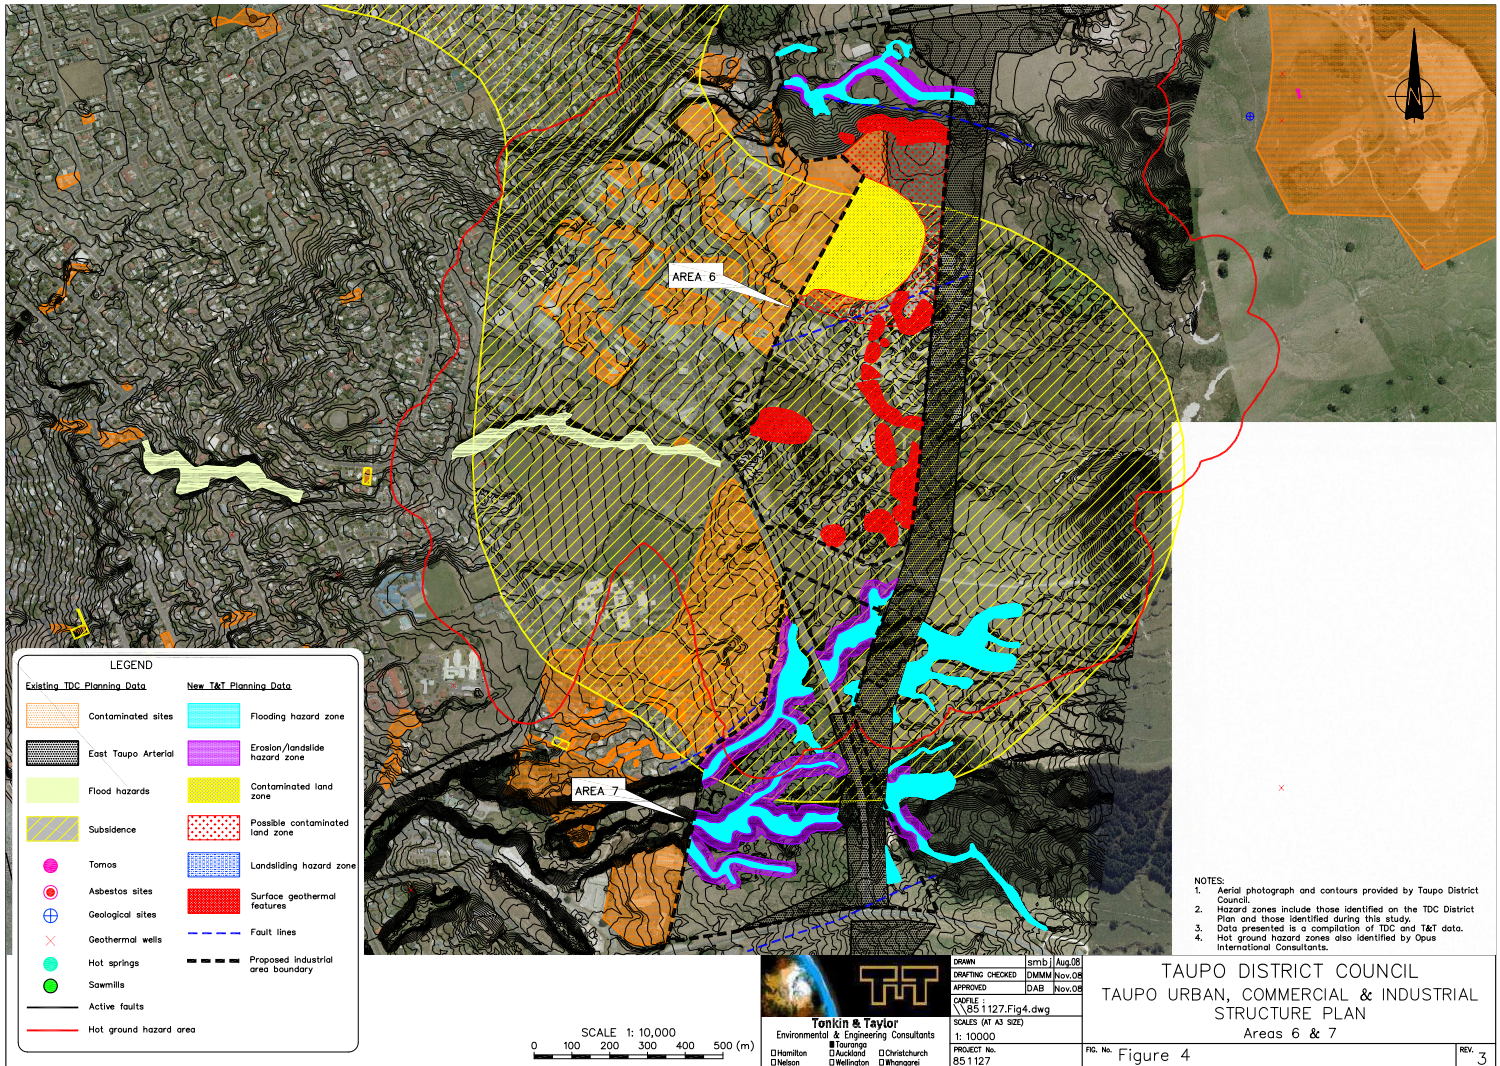 AREA 6
AREA 7
N
LEGEND
Existing TDC Planning Data
Contaminated sites
East Taupo Arterial
Flood hazards
Subsidence
Tomos
Asbestos sites
Geological sites
Geothermal wells
Hot springs
Sawmills
Active faults
Hot ground hazard area
New T&T Planning Data
Flooding hazard zone
Erosion/landslide
hazard zone
Contaminated land
zone
Possible contaminated
land zone
Landsliding hazard zone
Surface geothermal
features
Fault lines
Proposed industrial
area boundary
SCALE 1: 10,000
0 100 200 300 400 500 (m)
NOTES:
1. Aerial photograph and contours provided by Taupo District
Council.
2. Hazard zones include those identified on the TDC District
Plan and those identified during this study.
3. Data presented is a compilation of TDC and T&T data.
4. Hot ground hazard zones also identified by Opus
International Consultants.
T&T
Tonkin & Taylor
Environmental & Engineering Consultants
Tauranga
Hamilton Auckland Christchurch
Nelson Wellington Whangarei
DRAWN smbj Aug.08
DRAFTING CHECKED DMMM Nov.08
APPROVED DAB Nov.08
CADFILE :
\\851127.Fig4.dwg
SCALES (AT A3 SIZE)
1: 10000
PROJECT No.
851127
TAUPO DISTRICT COUNCIL
TAUPO URBAN, COMMERCIAL & INDUSTRIAL
STRUCTURE PLAN
Areas 6 & 7
FIG. No. Figure 4
REV. 3